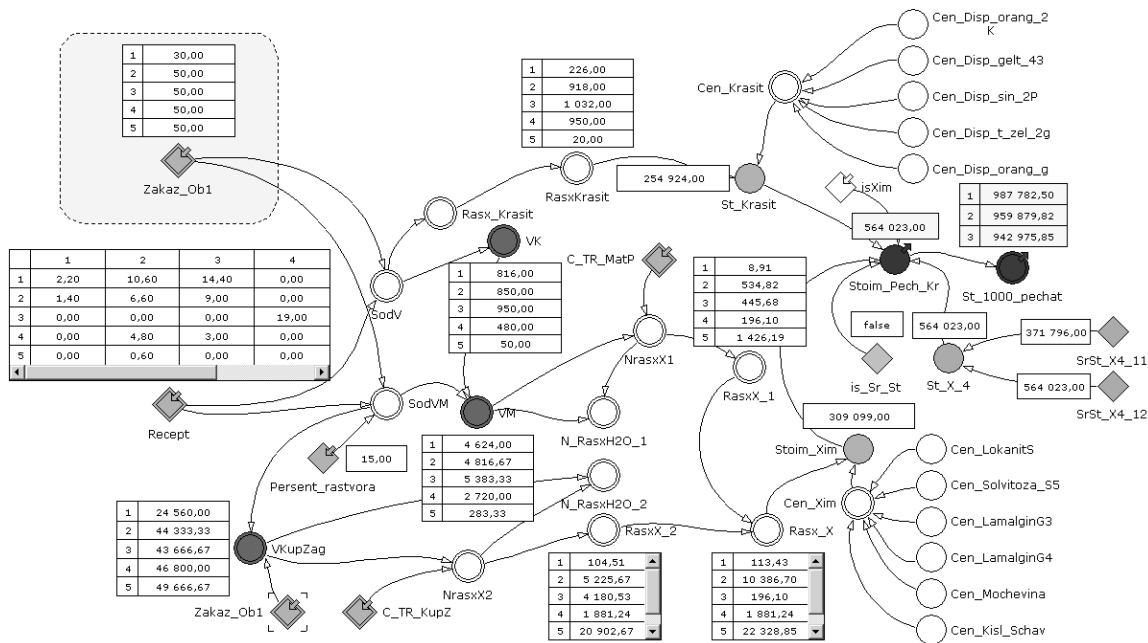 Cen_Disp_orang_2
K
1 30,00
2 50,00
3 50,00
4 50,00
5 50,00
Zakaz_Ob1
1 226,00
2 918,00
3 1 032,00
4 950,00
5 20,00
RasxKrasit
Cen_Krasit
Cen_Disp_gelt_43
Cen_Disp_sin_2P
Cen_Disp_t_zel_2g
Cen_Disp_orang_g
254 924,00
St_Krasit
isXim
Rasx_Krasit
VK
C_TR_MatP
564 023,00
1 987 782,50
2 959 879,82
3 942 975,85
Stoim_Pech_Kr
St_1000_pechat
1 2 3 4
1 2,20 10,60 14,40 0,00
2 1,40 6,60 9,00 0,00
3 0,00 0,00 0,00 19,00
4 0,00 4,80 3,00 0,00
5 0,00 0,60 0,00 0,00
SodV
1 816,00
2 850,00
3 950,00
4 480,00
5 50,00
1 8,91
2 534,82
3 445,68
4 196,10
5 1 426,19
NrasxX1
RasxX_1
false
is_Sr_St
564 023,00
St_X_4
371 796,00
SrSt_X4_11
564 023,00
SrSt_X4_12
Recept
SodVM
VM
N_RasxH2O_1
309 099,00
Stoim_Xim
Persent_rastvora
15,00
1 4 624,00
2 4 816,67
3 5 383,33
4 2 720,00
5 283,33
N_RasxH2O_2
Cen_Xim
Cen_LokanitS
Cen_Solvitoza_S5
Cen_LamalginG3
Cen_LamalginG4
Cen_Mochevina
Cen_Kisl_Schav
1 24 560,00
2 44 333,33
3 43 666,67
4 46 800,00
5 49 666,67
VKupZag
RasxX_2
Rasx_X
NrasxX2
Zakaz_Ob1
C_TR_KupZ
1 104,51
2 5 225,67
3 4 180,53
4 1 881,24
5 20 902,67
1 113,43
2 10 386,70
3 196,10
4 1 881,24
5 22 328,85